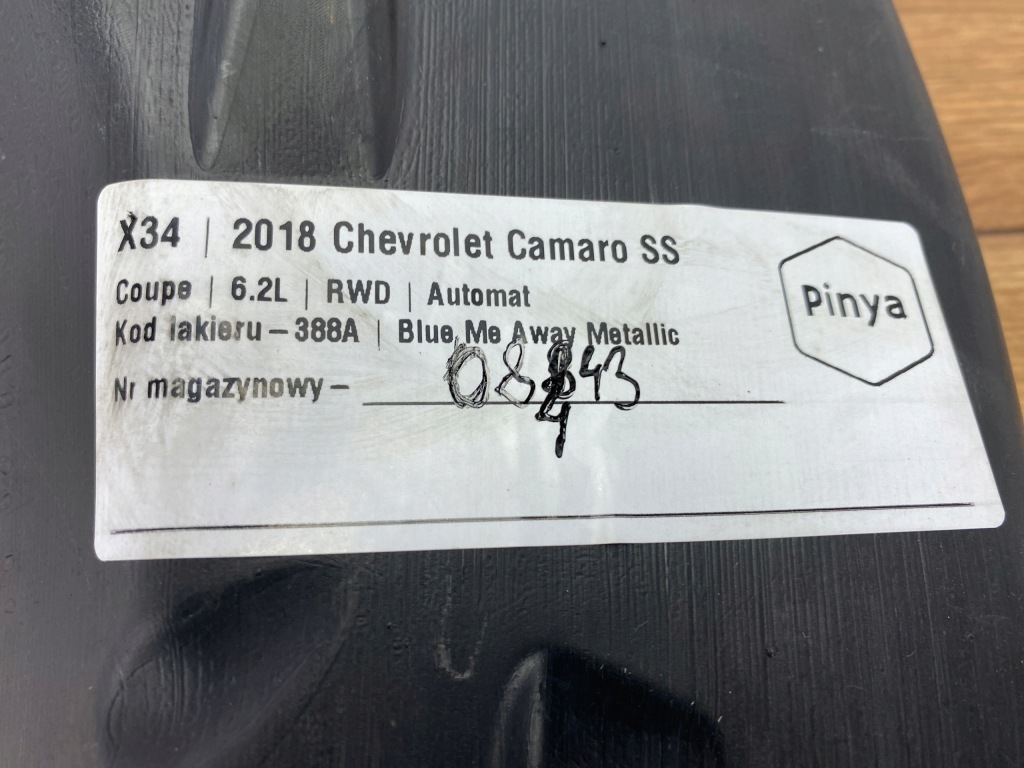 X34 | 2018 Chevrolet Camaro SS
Coupe | 6.2L | RWD | Automat
Kod lakieru – 388A | Blue Me Away Metallic
Nr magazynowy –
Pinya